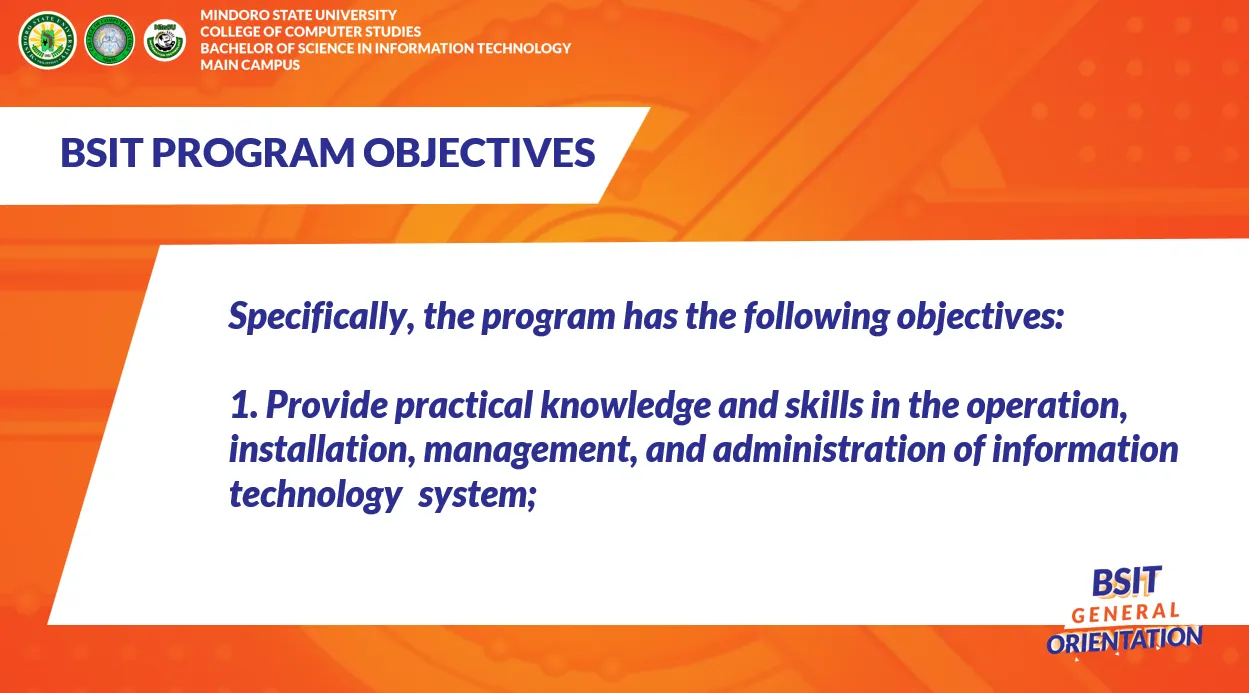 MINDORO STATE UNIVERSITY
COLLEGE OF COMPUTER STUDIES
BACHELOR OF SCIENCE IN INFORMATION TECHNOLOGY
MAIN CAMPUS
BSIT PROGRAM OBJECTIVES
Specifically, the program has the following objectives:
1. Provide practical knowledge and skills in the operation,
installation, management, and administration of information
technology  system;
BSIT
GENERAL
ORIENTATION